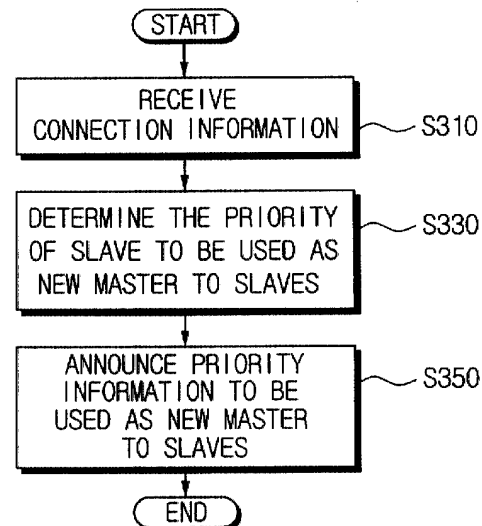 START
RECEIVE
CONNECTION INFORMATION
S310
DETERMINE THE PRIORITY
OF SLAVE TO BE USED AS
NEW MASTER TO SLAVES
S330
ANNOUNCE PRIORITY
INFORMATION TO BE
USED AS NEW MASTER
TO SLAVES
S350
END